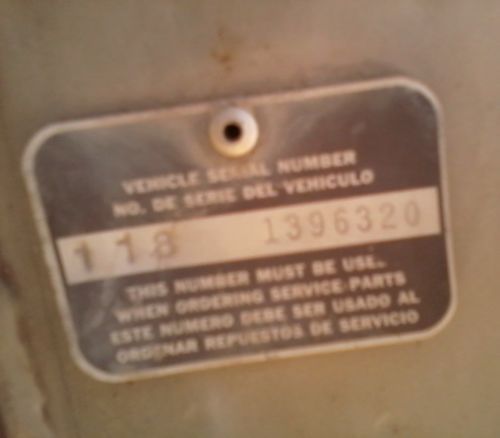 VEHICLE SERIAL NUMBER
NO. DE SERIE DEL VEHICULO
118 1396320
THIS NUMBER MUST BE USE..
WHEN ORDERING SERVICE PARTS
ESTE NUMERO DEBE SER USADO AL
ORDENAR REPUESTOS DE SERVICIO